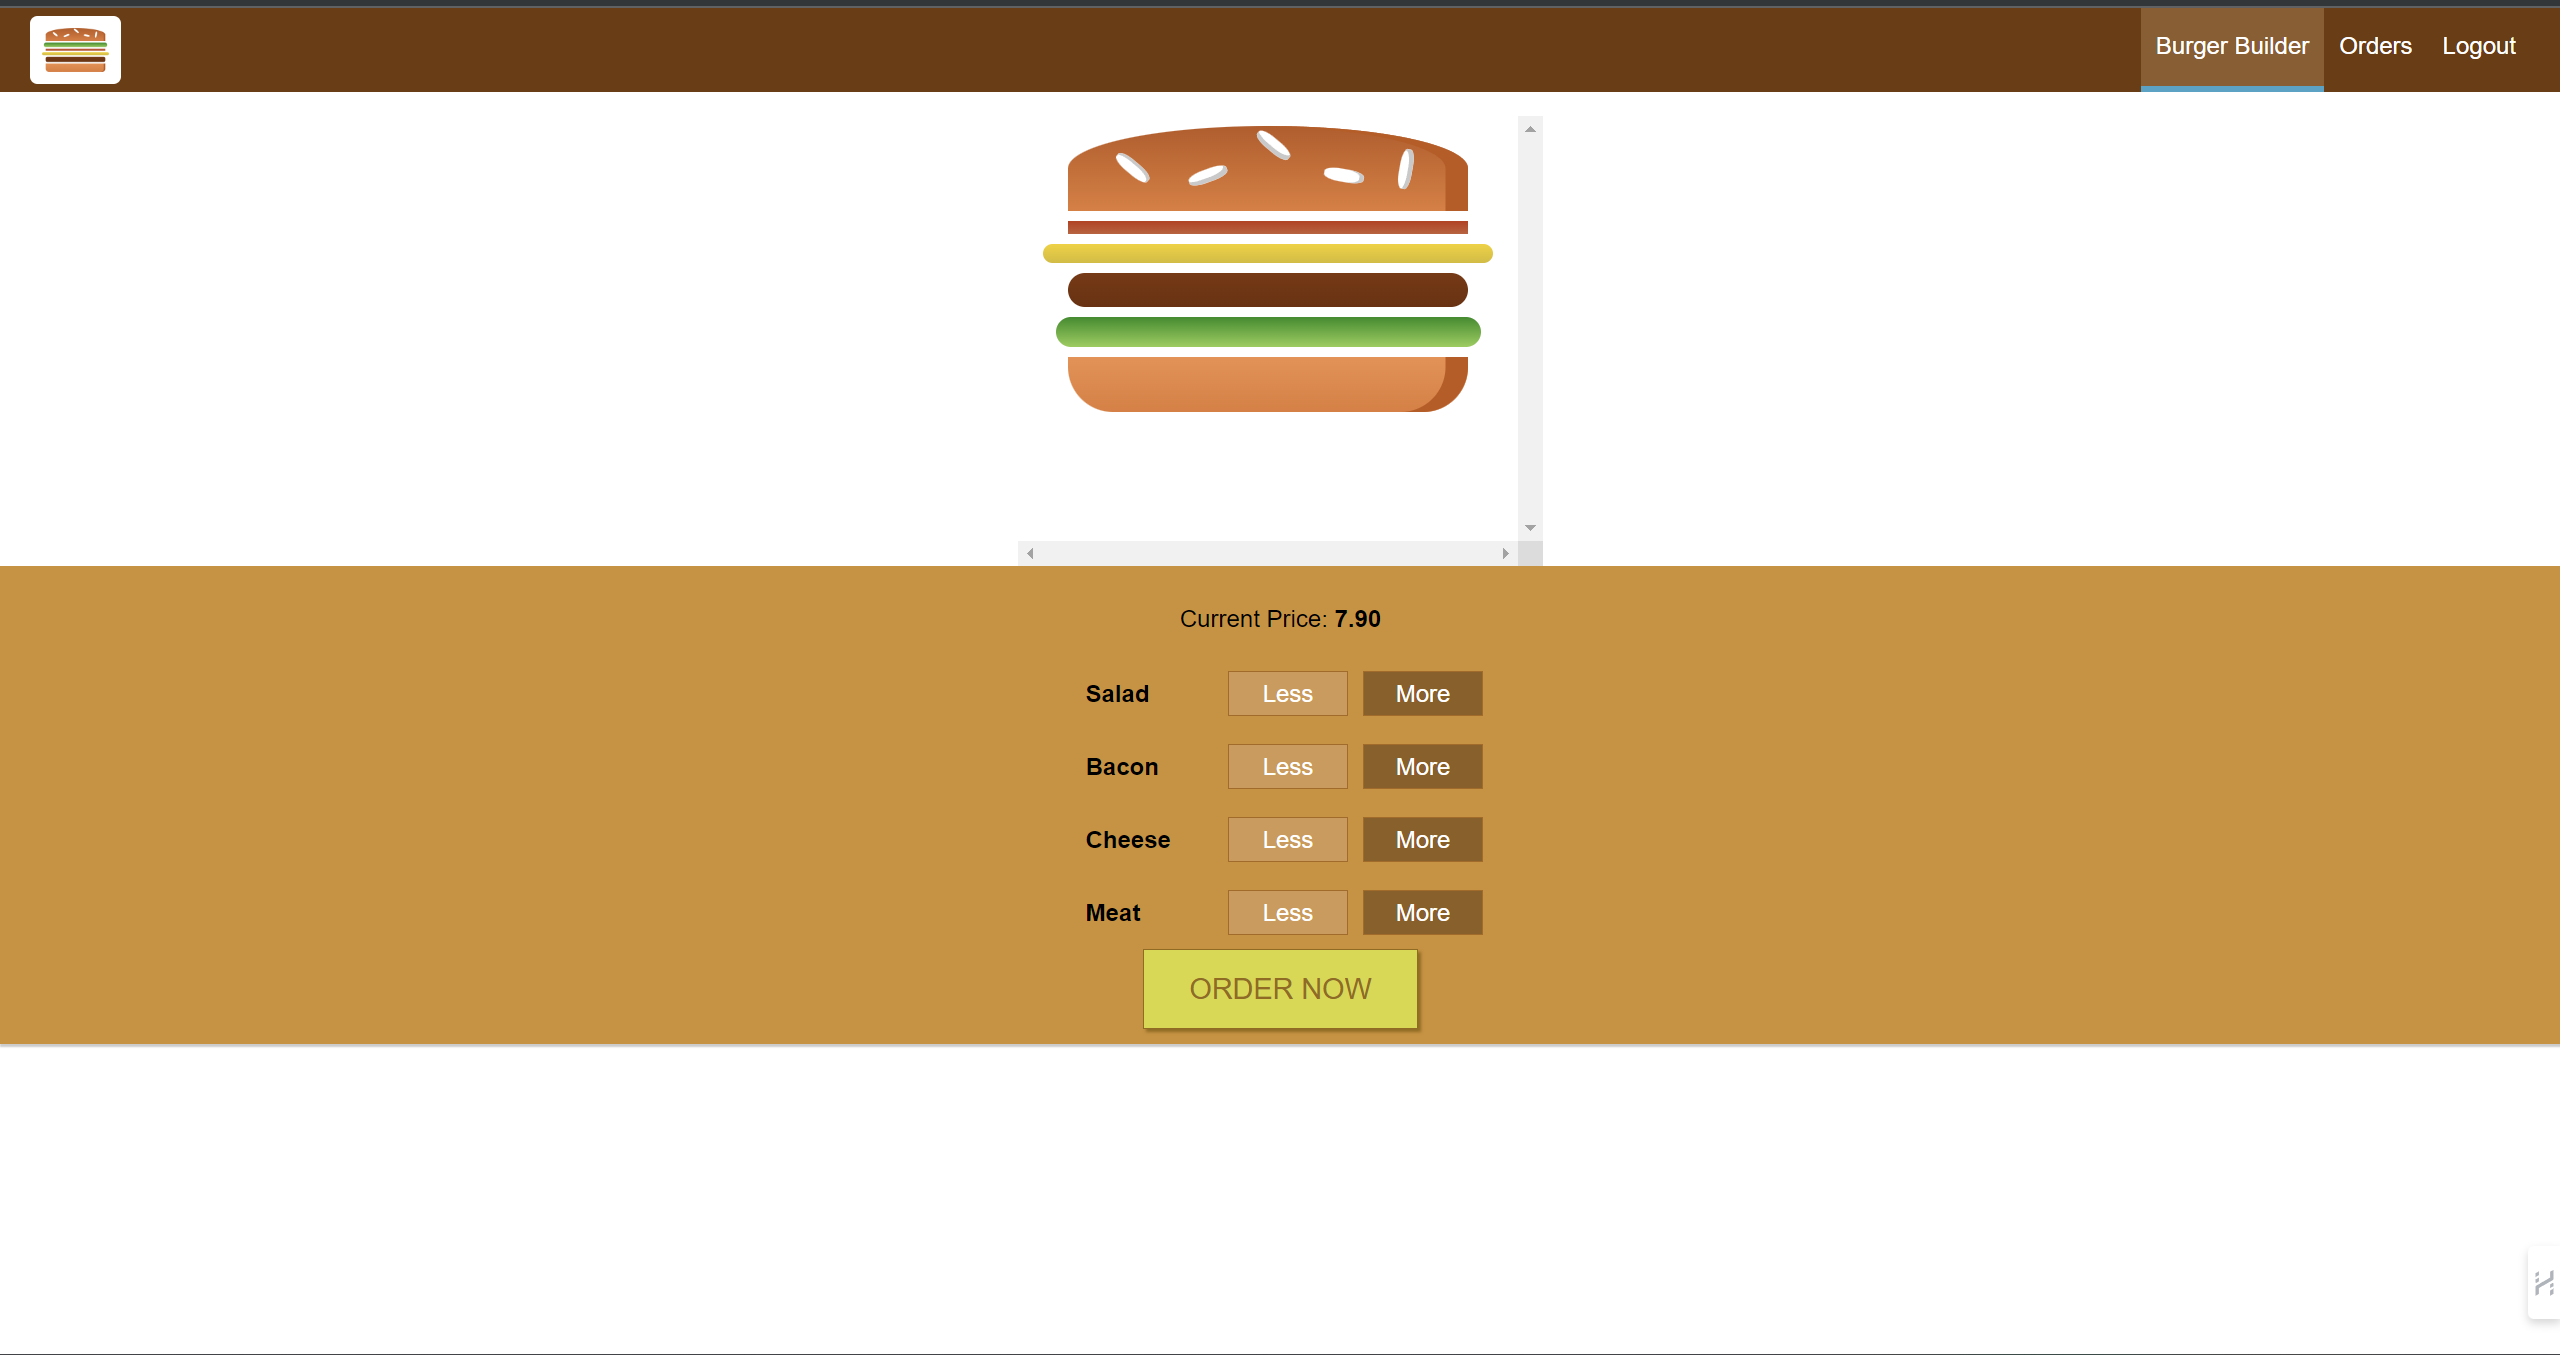 Burger Builder Orders Logout
Current Price: 7.90
Salad Less More
Bacon Less More
Cheese Less More
Meat Less More
ORDER NOW